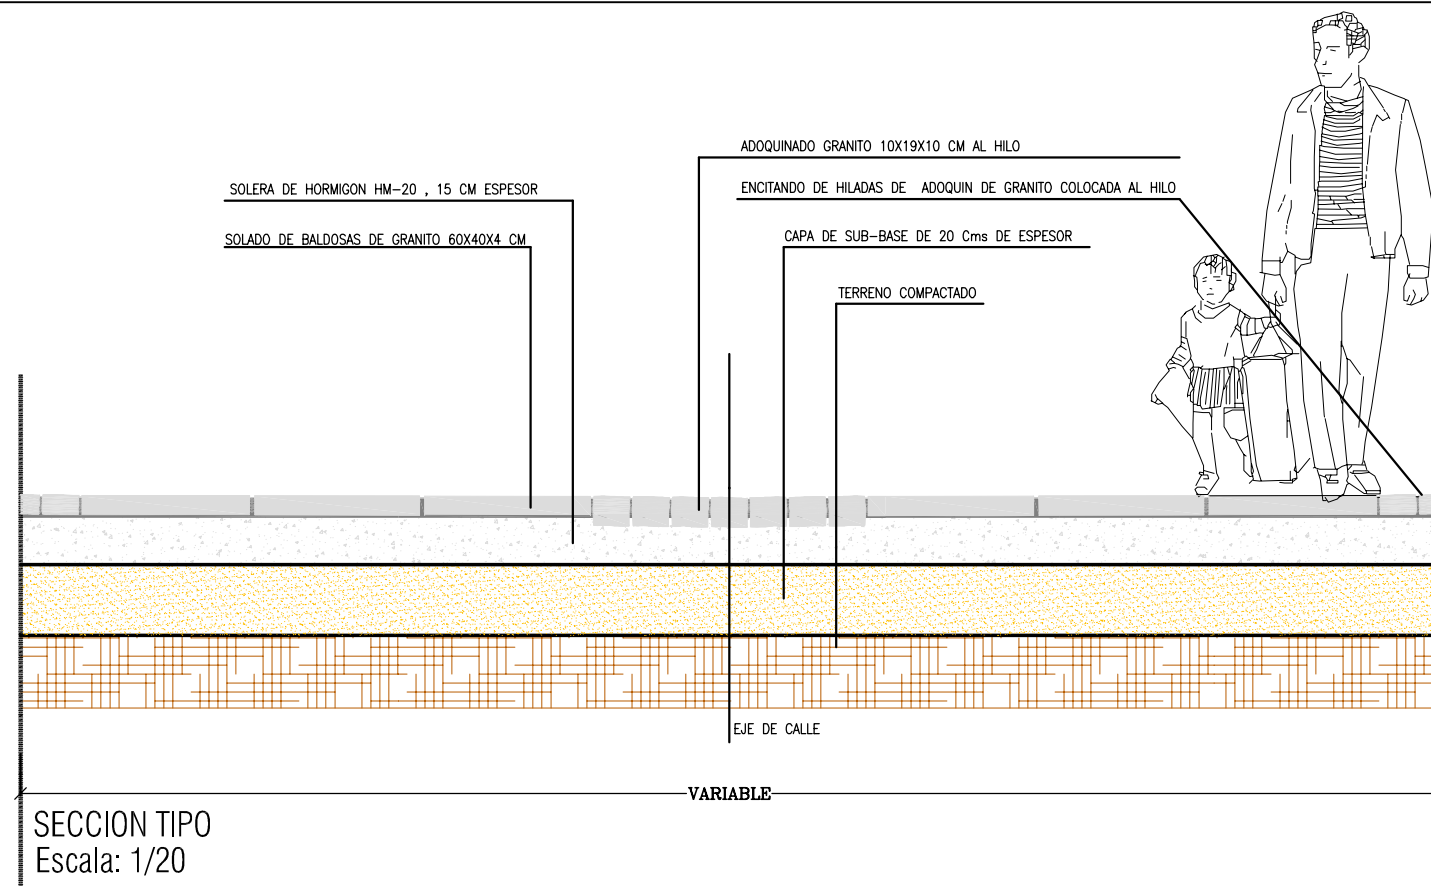 ADOQUINADO GRANITO 10X19X10 CM AL HILO
SOLERA DE HORMIGON HM-20 , 15 CM ESPESOR
ENCITANDO DE HILADAS DE ADOQUIN DE GRANITO COLOCADA AL HILO
SOLADO DE BALDOSAS DE GRANITO 60X40X4 CM
CAPA DE SUB-BASE DE 20 Cms DE ESPESOR
TERRENO COMPACTADO
EJE DE CALLE
VARIABLE
SECCION TIPO
Escala: 1/20